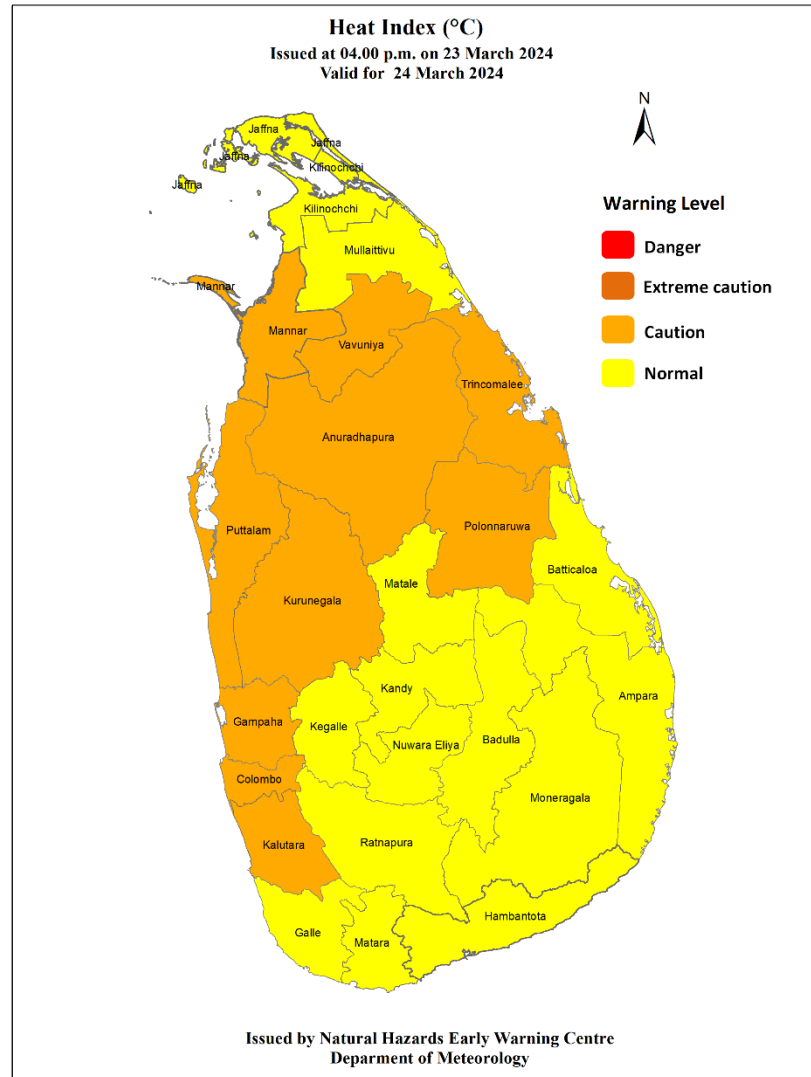 Heat Index (°C)
Issued at 04.00 p.m. on 23 March 2024
Valid for 24 March 2024
N
Warning Level
Danger
Extreme caution
Caution
Normal
Jaffna
Jaffna
Jaffna
Kilinochchi
Jaffna
Kilinochchi
Mullaittivu
Mannar
Mannar
Vavuniya
Trincomalee
Anuradhapura
Polonnaruwa
Puttalam
Batticaloa
Matale
Kurunegala
Kandy
Ampara
Gampaha
Kegalle
Nuwara Eliya
Badulla
Colombo
Moneragala
Kalutara
Ratnapura
Hambantota
Galle
Matara
Issued by Natural Hazards Early Warning Centre
Deparment of Meteorology